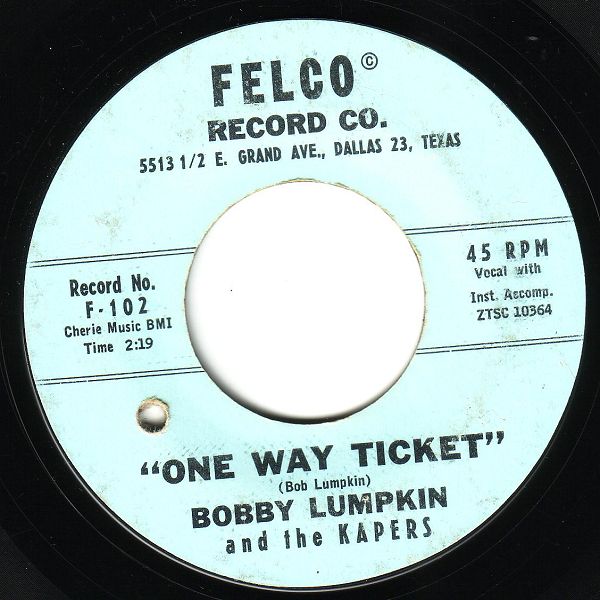 FELCO ©
RECORD CO.
5513 1/2 E. GRAND AVE., DALLAS 23, TEXAS
Record No.
F-102
Cherie Music BMI
Time 2:19
45 RPM
Vocal with
Inst. Accomp.
ZTSC 10364
"ONE WAY TICKET"
(Bob Lumpkin)
BOBBY LUMPKIN
and the KAPERS